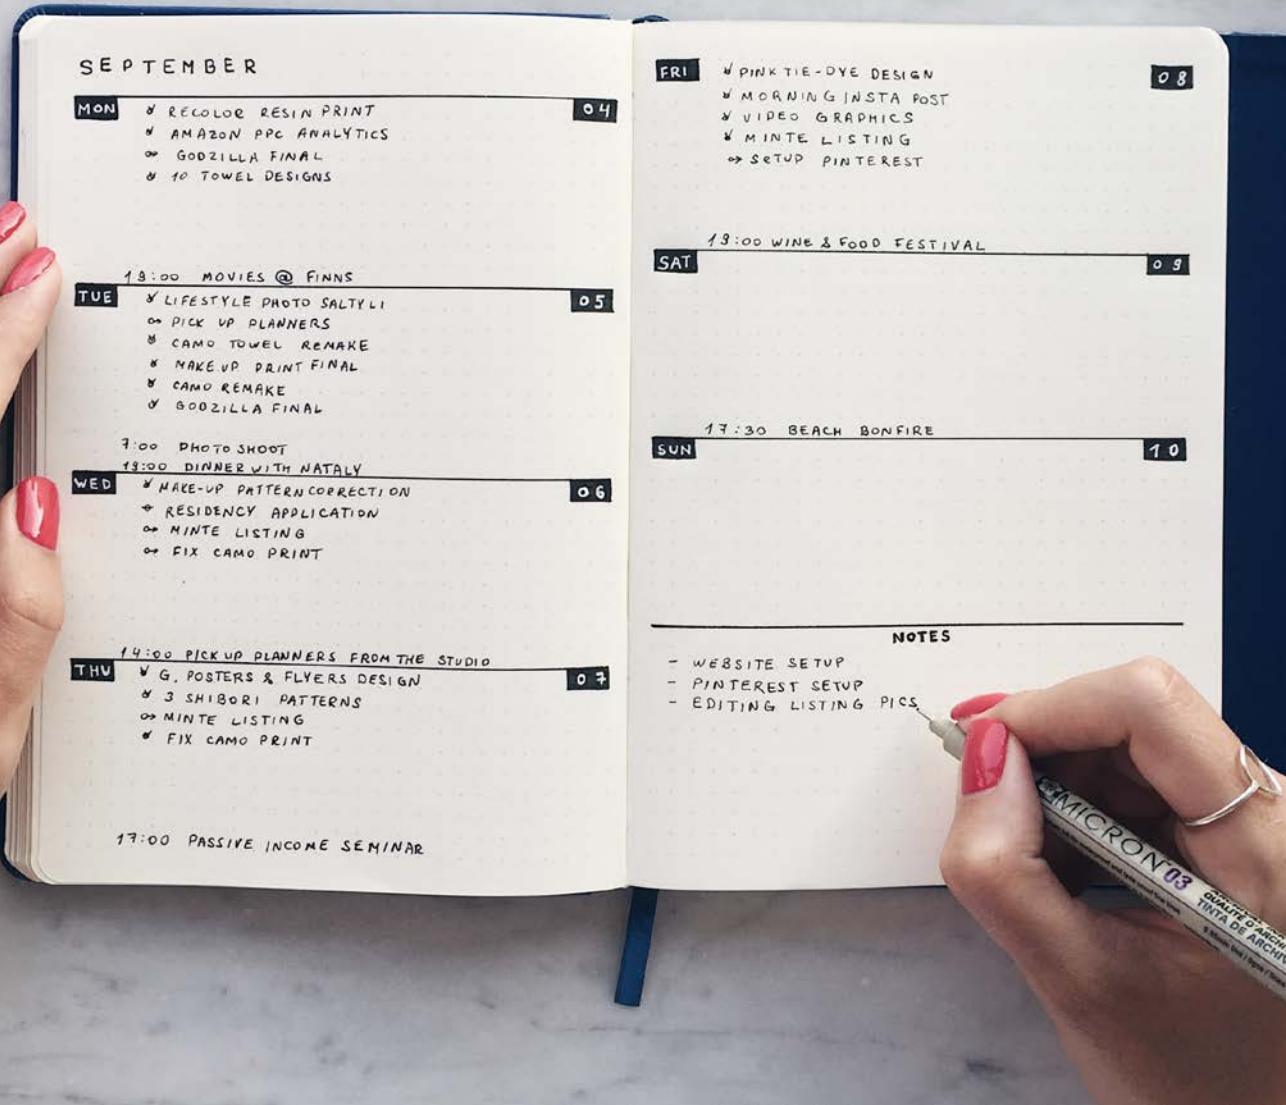 SEPTEMBER
MON 04
RECOLOR RESIN PRINT
AMAZON PPC ANALYTICS
GODZILLA FINAL
10 TOWEL DESIGNS
19:00 MOVIES @ FINNS
TUE 05
LIFESTYLE PHOTO SALTYLI
PICK UP PLANNERS
CAMO TOWEL REMAKE
MAKE UP PRINT FINAL
CAMO REMAKE
GODZILLA FINAL
7:00 PHOTO SHOOT
19:00 DINNER WITH NATALY
WED 06
MAKE-UP PATTERN CORRECTION
RESIDENCY APPLICATION
MINTE LISTING
FIX CAMO PRINT
14:00 PICK UP PLANNERS FROM THE STUDIO
THU 07
G. POSTERS & FLYERS DESIGN
3 SHIBORI PATTERNS
MINTE LISTING
FIX CAMO PRINT
17:00 PASSIVE INCOME SEMINAR
FRI 08
PINK TIE-DYE DESIGN
MORNING INSTA POST
VIDEO GRAPHICS
MINTE LISTING
SETUP PINTEREST
19:00 WINE & FOOD FESTIVAL
SAT 09
17:30 BEACH BONFIRE
SUN 10
NOTES
- WEBSITE SETUP
- PINTEREST SETUP
- EDITING LISTING PICS
MICRON 03
QUALITÉ D'ARCHI
TINTA DE ARCHIV